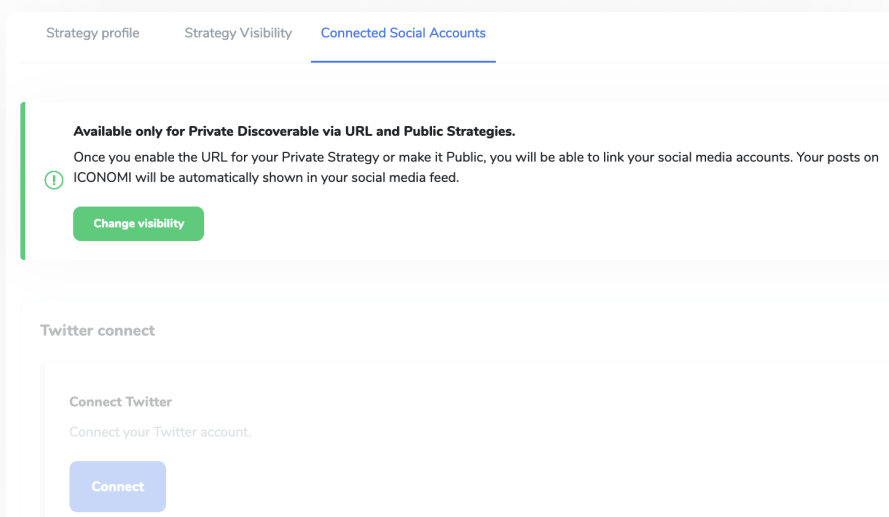 Strategy profile Strategy Visibility Connected Social Accounts
Available only for Private Discoverable via URL and Public Strategies.
Once you enable the URL for your Private Strategy or make it Public, you will be able to link your social media accounts. Your posts on
ICONOMI will be automatically shown in your social media feed.
Change visibility
Twitter connect
Connect Twitter
Connect your Twitter account.
Connect